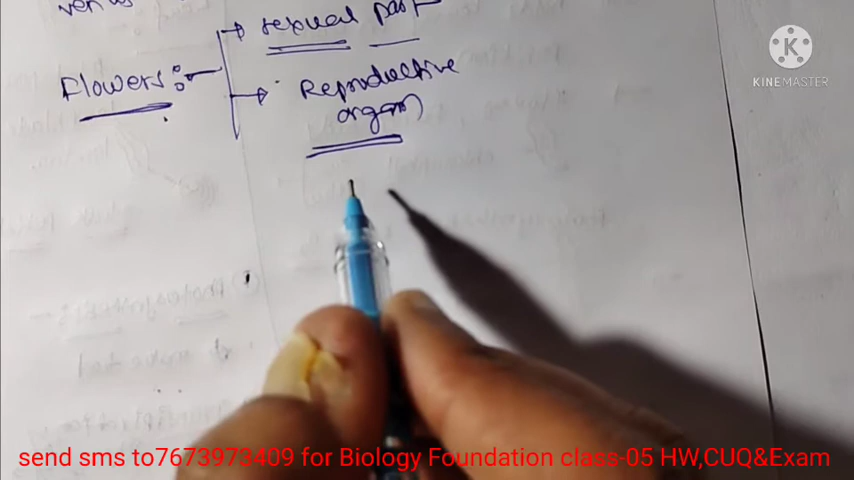 sexual part
Flowers :-
Reproductive
organ
KINEMASTER
send sms to7673973409 for Biology Foundation class-05 HW,CUQ&Exam